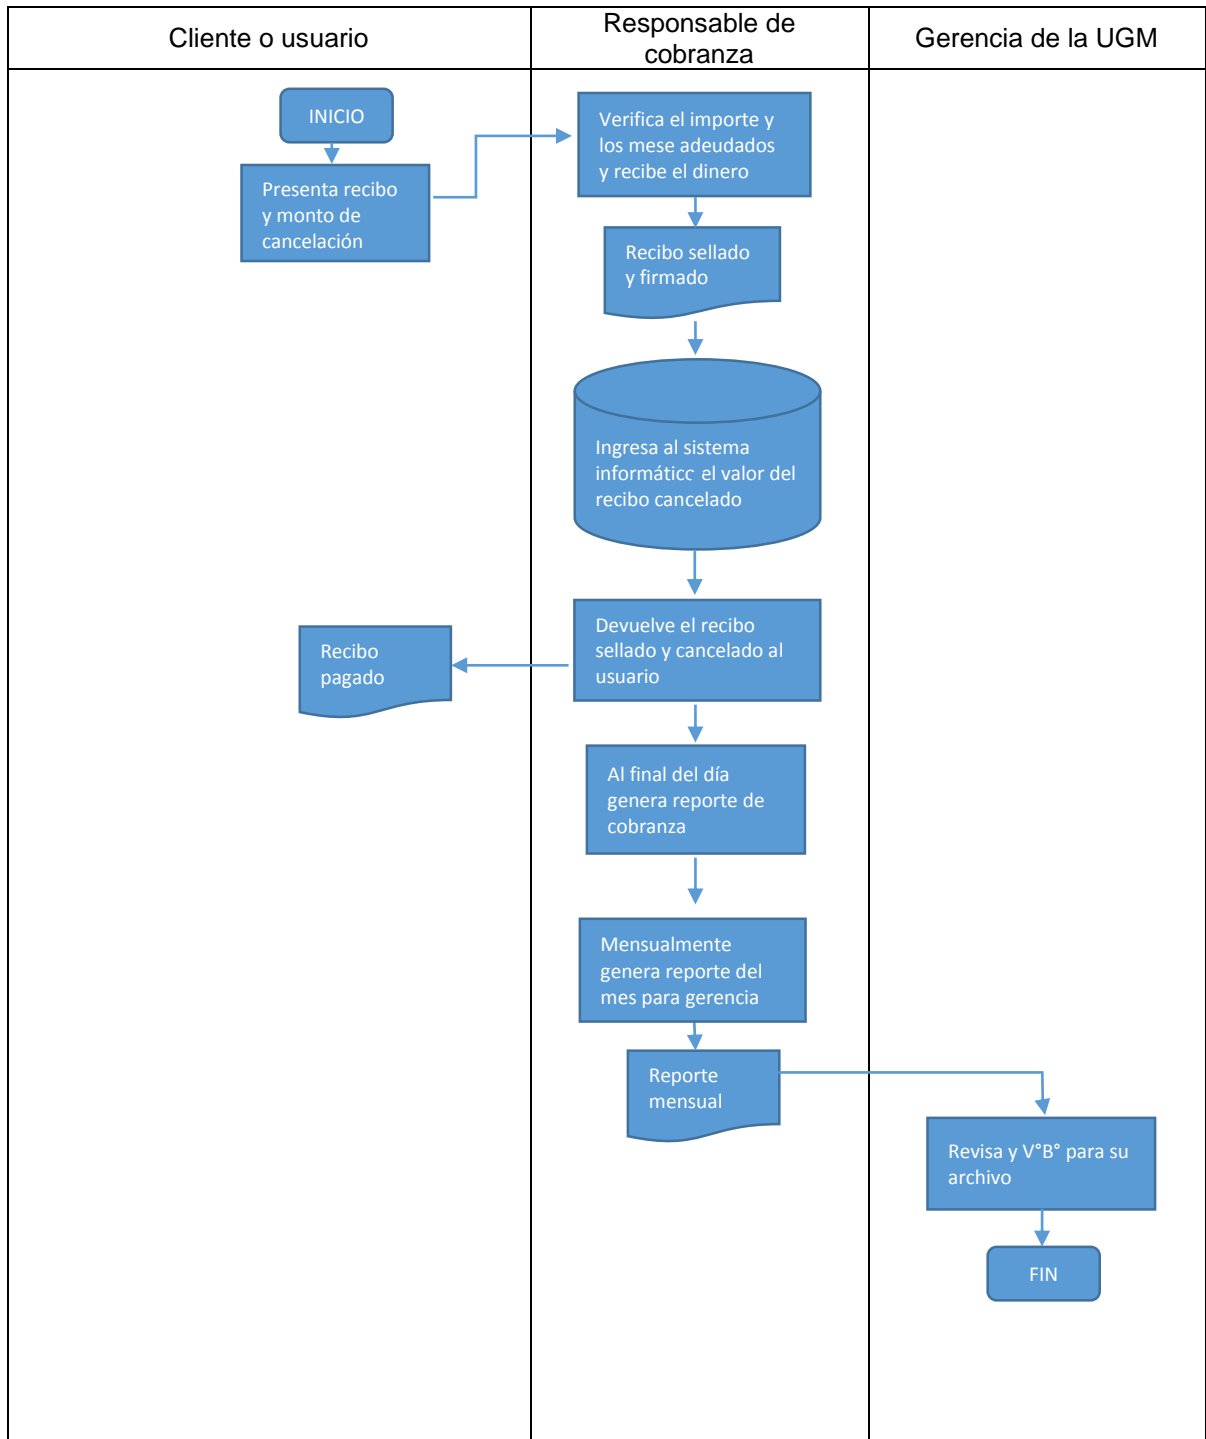 Cliente o usuario
Responsable de
cobranza
Gerencia de la UGM
INICIO
Presenta recibo
y monto de
cancelación
Verifica el importe y
los mese adeudados
y recibe el dinero
Recibo sellado
y firmado
Ingresa al sistema
informático el valor del
recibo cancelado
Devuelve el recibo
sellado y cancelado al
usuario
Recibo
pagado
Al final del día
genera reporte de
cobranza
Mensualmente
genera reporte del
mes para gerencia
Reporte
mensual
Revisa y V°B° para su
archivo
FIN